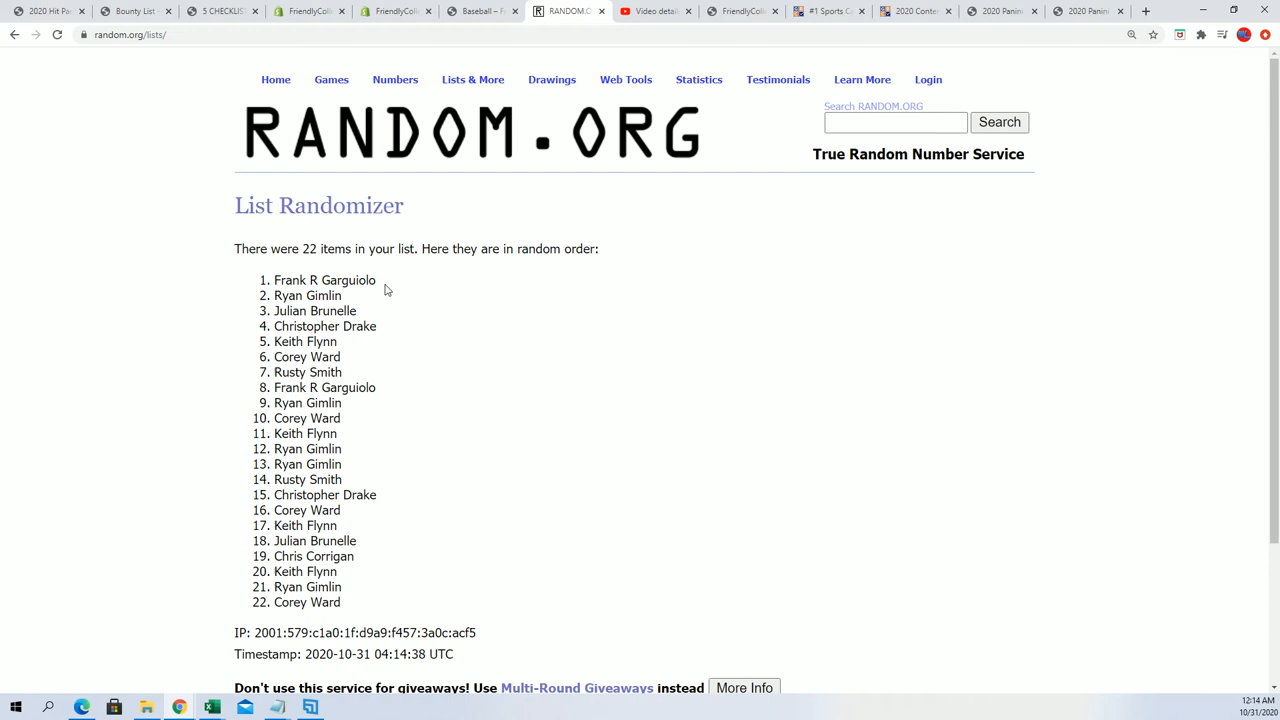 2020 Hit Pa
Bounty List
5 CHECKLIS
FriendlyCol
FriendlyColl
Baseball – F
RANDOM.O
Video detail
FriendlyColl
#1 Sports C
2020 Conte
2020 Panini
2020 Panin
random.org/lists/
Home Games Numbers Lists & More Drawings Web Tools Statistics Testimonials Learn More Login
RANDOM.ORG
Search RANDOM.ORG
Search
True Random Number Service
List Randomizer
There were 22 items in your list. Here they are in random order:
1. Frank R Garguiolo
2. Ryan Gimlin
3. Julian Brunelle
4. Christopher Drake
5. Keith Flynn
6. Corey Ward
7. Rusty Smith
8. Frank R Garguiolo
9. Ryan Gimlin
10. Corey Ward
11. Keith Flynn
12. Ryan Gimlin
13. Ryan Gimlin
14. Rusty Smith
15. Christopher Drake
16. Corey Ward
17. Keith Flynn
18. Julian Brunelle
19. Chris Corrigan
20. Keith Flynn
21. Ryan Gimlin
22. Corey Ward
IP: 2001:579:c1a0:1f:d9a9:f457:3a0c:acf5
Timestamp: 2020-10-31 04:14:38 UTC
Don't use this service for giveaways! Use Multi-Round Giveaways instead More Info
12:14 AM
10/31/2020